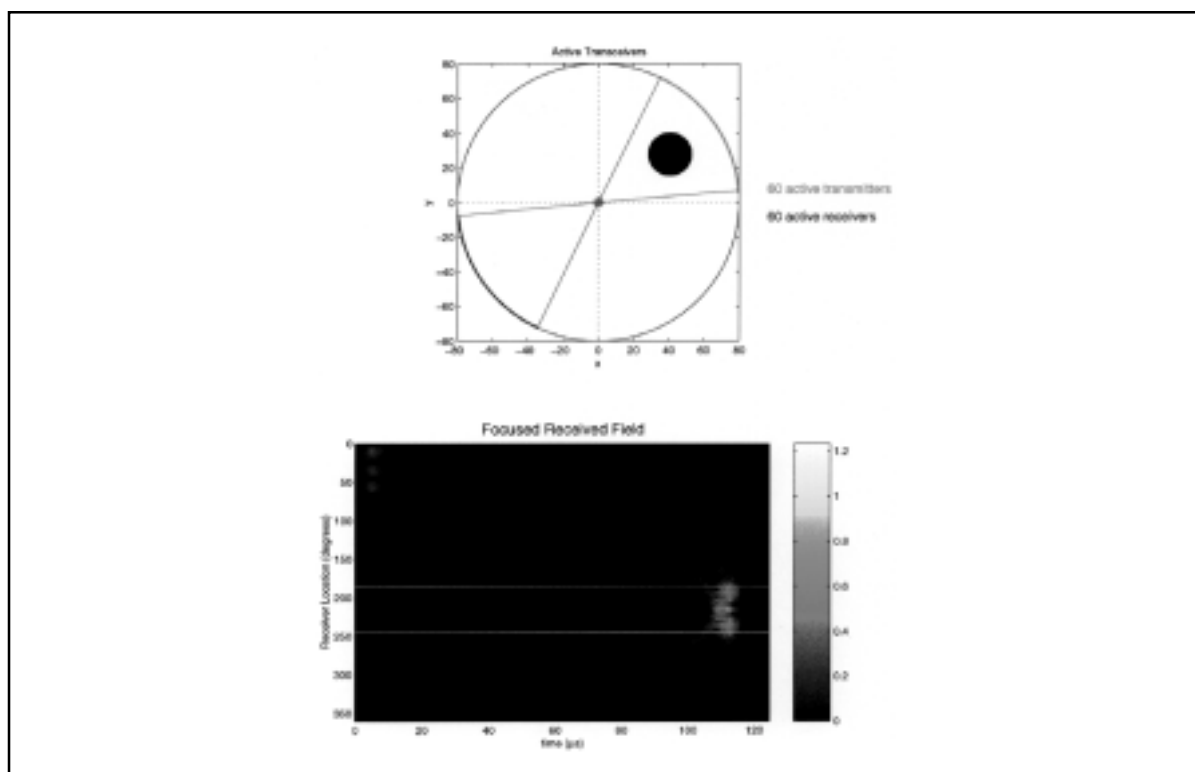 Active Transceivers
80
60
40
20
0
-20
-40
-60
-80
y
-80 -60 -40 -20 0 20 40 60 80
x
60 active transmitters
60 active receivers
Focused Received Field
0
50
100
150
200
250
300
350
Receiver Location (degrees)
0 20 40 60 80 100 120
time (μs)
1.2
1
0.8
0.6
0.4
0.2
0